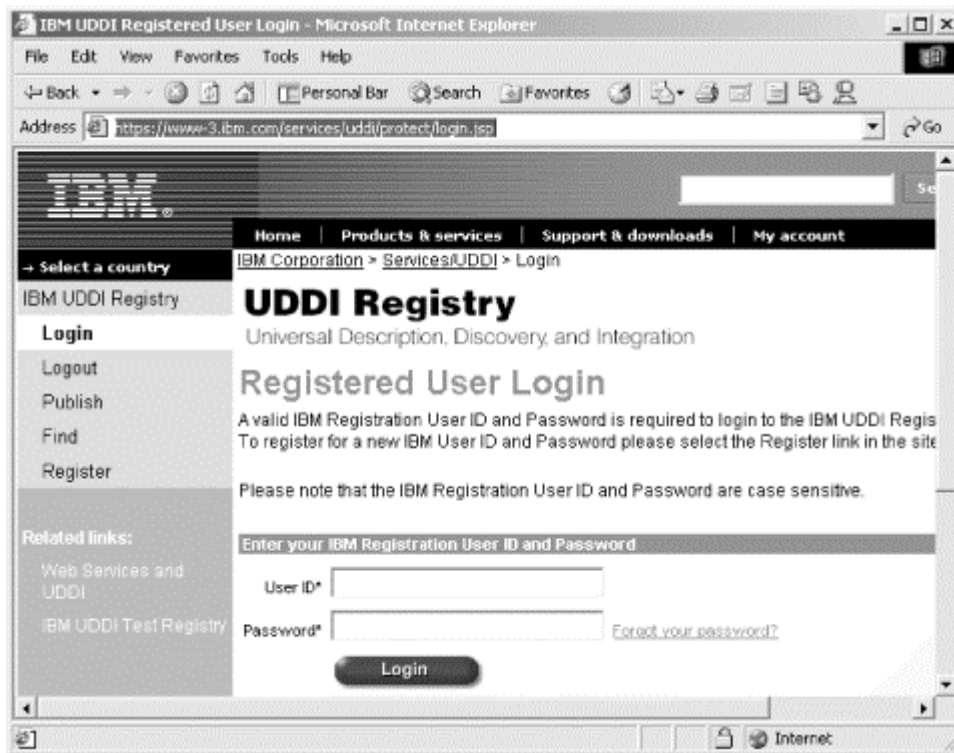 IBM UDDI Registered User Login - Microsoft Internet Explorer
File Edit View Favorites Tools Help
Back Personal Bar Search Favorites
Address https://www-3.ibm.com/services/uddi/protect/login.jsp Go
IBM®
Se
Home | Products & services | Support & downloads | My account
→ Select a country
IBM Corporation > Services/UDDI > Login
IBM UDDI Registry
Login
Logout
Publish
Find
Register
Related links:
Web Services and
UDDI
IBM UDDI Test Registry
UDDI Registry
Universal Description, Discovery, and Integration
Registered User Login
A valid IBM Registration User ID and Password is required to login to the IBM UDDI Regis
To register for a new IBM User ID and Password please select the Register link in the site
Please note that the IBM Registration User ID and Password are case sensitive.
Enter your IBM Registration User ID and Password
User ID*
Password* Forgot your password?
Login
Internet